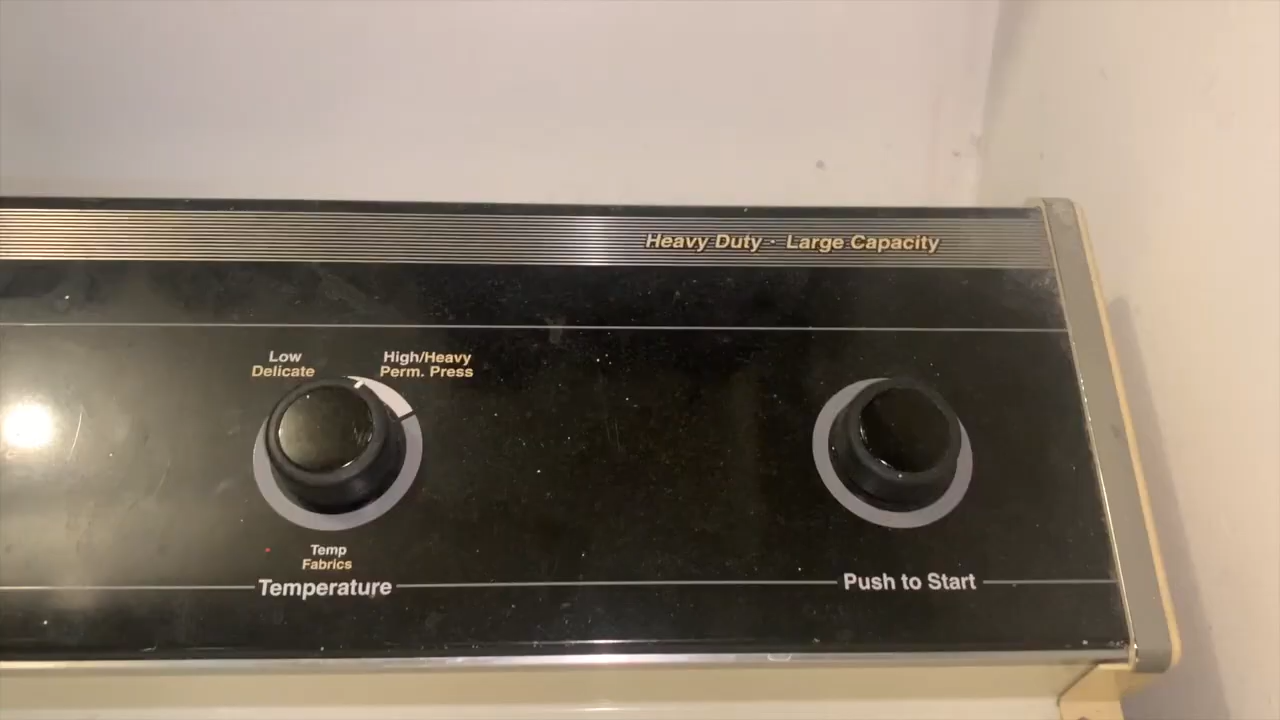 Heavy Duty · Large Capacity
Low
Delicate
High/Heavy
Perm. Press
Temp
Fabrics
Temperature
Push to Start